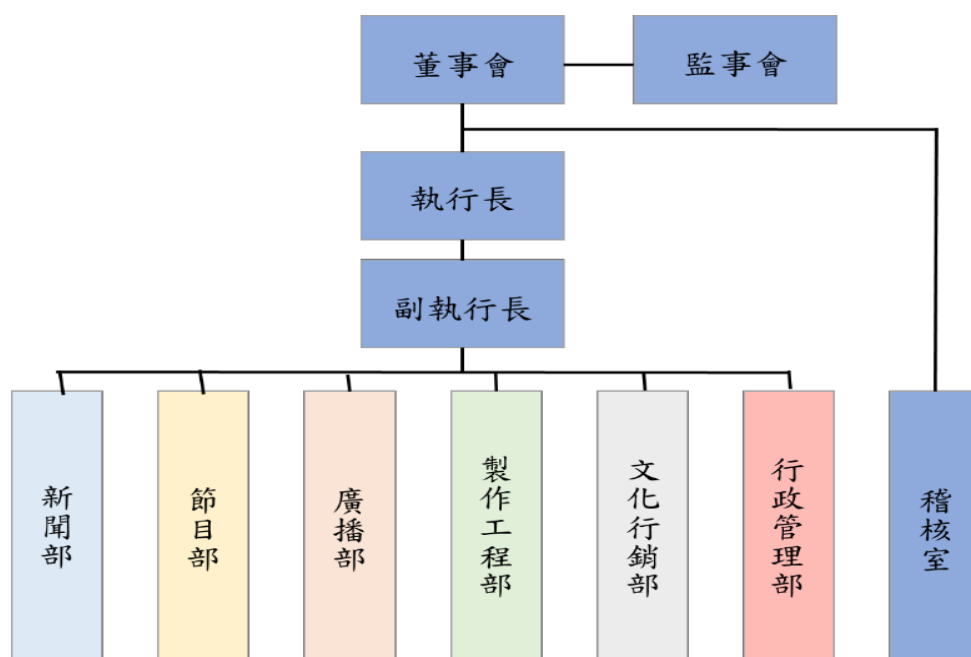 董事會
監事會
執行長
副執行長
新聞部
節目部
廣播部
製作工程部
文化行銷部
行政管理部
稽核室